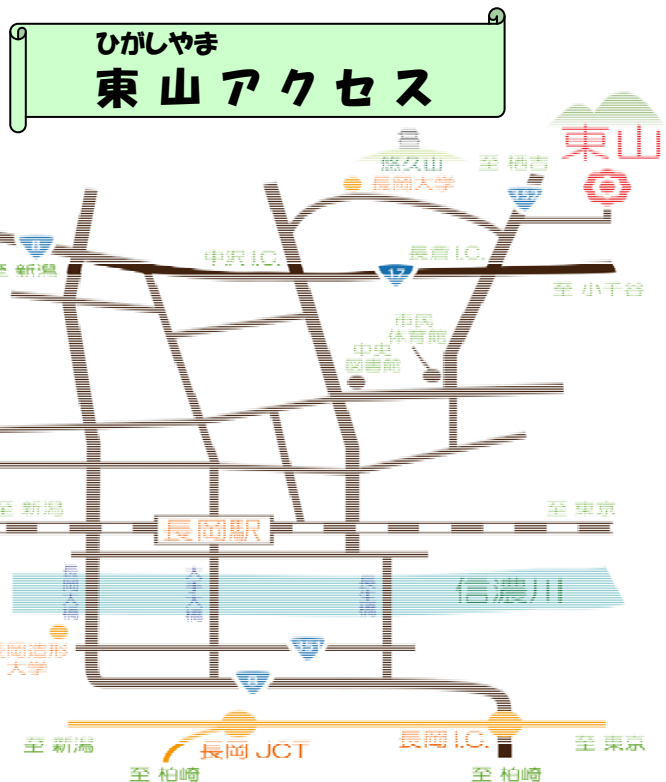 ひがしやま
東山アクセス
東山
悠久山
至 栖吉
長岡大学
8
中沢 I.C.
長倉 I.C.
17
至 新潟
至 小千谷
市民
体育館
中央
図書館
至 新潟
至 東京
長岡駅
長岡大橋
大手大橋
長生橋
信濃川
長岡造形
大学
351
8
至 新潟
長岡 JCT
長岡 I.C.
至 東京
至 柏崎
至 柏崎